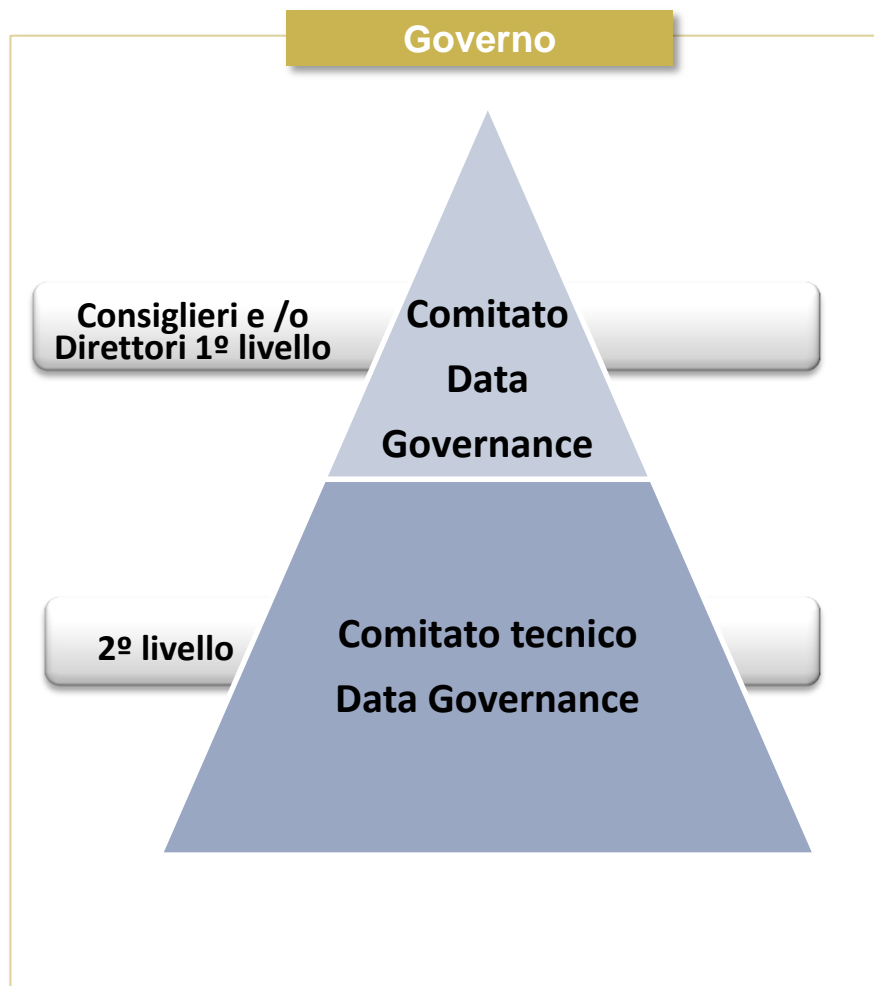 Governo
Consiglieri e /o
Direttori 1º livello
Comitato
Data
Governance
2º livello
Comitato tecnico
Data Governance